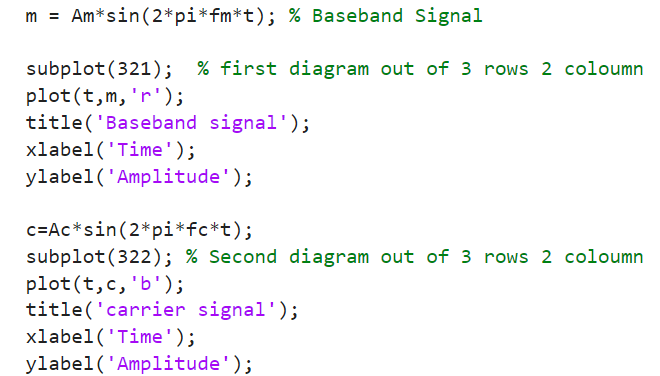 m = Am*sin(2*pi*fm*t); % Baseband Signal
subplot(321);  % first diagram out of 3 rows 2 coloumn
plot(t,m,'r');
title('Baseband signal');
xlabel('Time');
ylabel('Amplitude');
c=Ac*sin(2*pi*fc*t);
subplot(322); % Second diagram out of 3 rows 2 coloumn
plot(t,c,'b');
title('carrier signal');
xlabel('Time');
ylabel('Amplitude');